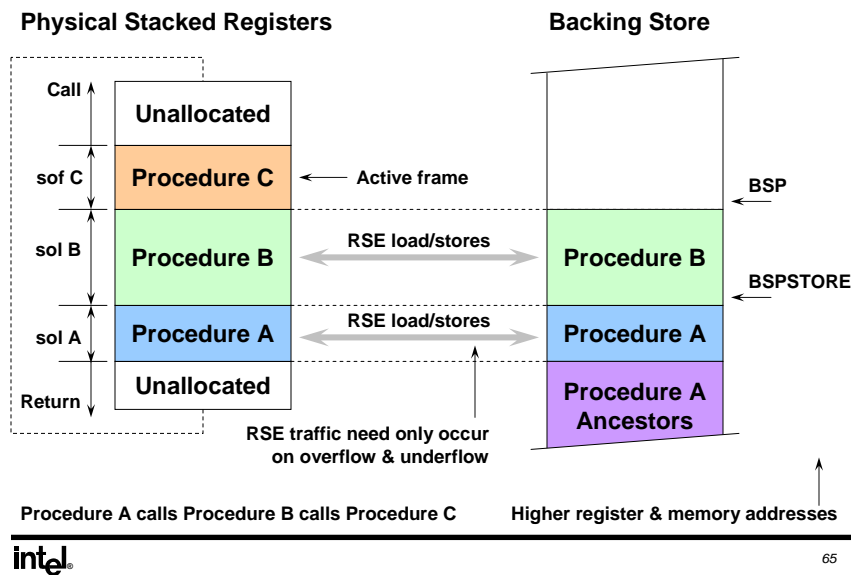 Physical Stacked Registers
Backing Store
Call
Unallocated
sof C
Procedure C
Active frame
BSP
sol B
Procedure B
RSE load/stores
Procedure B
BSPSTORE
sol A
Procedure A
RSE load/stores
Procedure A
Unallocated
Return
Procedure A
Ancestors
RSE traffic need only occur
on overflow & underflow
Procedure A calls Procedure B calls Procedure C
Higher register & memory addresses
intel®
65